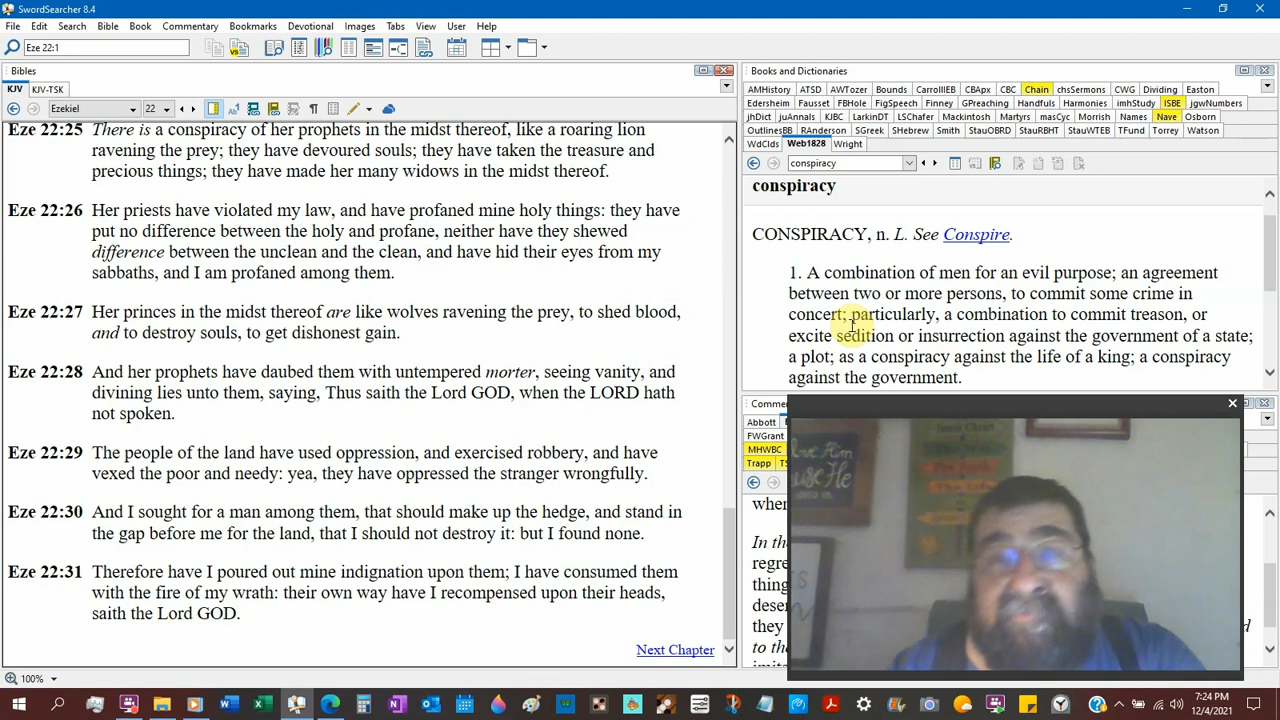 SwordSearcher 8.4
File Edit Search Bible Book Commentary Bookmarks Devotional Images Tabs View User Help
Eze 22:1
Bibles
KJV KJV-TSK
Ezekiel 22
Eze 22:25 There is a conspiracy of her prophets in the midst thereof, like a roaring lion
ravening the prey; they have devoured souls; they have taken the treasure and
precious things; they have made her many widows in the midst thereof.
Eze 22:26 Her priests have violated my law, and have profaned mine holy things: they have
put no difference between the holy and profane, neither have they shewed
difference between the unclean and the clean, and have hid their eyes from my
sabbaths, and I am profaned among them.
Eze 22:27 Her princes in the midst thereof are like wolves ravening the prey, to shed blood,
and to destroy souls, to get dishonest gain.
Eze 22:28 And her prophets have daubed them with untempered morter, seeing vanity, and
divining lies unto them, saying, Thus saith the Lord GOD, when the LORD hath
not spoken.
Eze 22:29 The people of the land have used oppression, and exercised robbery, and have
vexed the poor and needy: yea, they have oppressed the stranger wrongfully.
Eze 22:30 And I sought for a man among them, that should make up the hedge, and stand in
the gap before me for the land, that I should not destroy it: but I found none.
Eze 22:31 Therefore have I poured out mine indignation upon them; I have consumed them
with the fire of my wrath: their own way have I recompensed upon their heads,
saith the Lord GOD.
Next Chapter
100%
Books and Dictionaries
AMHistory ATSD AWTozer Bounds CarrollEB CBApx CBC Chain chsSermons CWG Dividing Easton
Edersheim Fausset FBHole FigSpeech Finney GPreaching Handfuls Harmonies imhStudy ISBE jgwNumbers
jhDict juAnnals KJBC LarkinDT LSChafer Mackintosh Martyrs mhWBC Morrish Names Nave Osborn
OutlinesBB RAnderson SGreek SHebrew Smith StauOBRD StauRBHT StauWTEB TFund Torrey Watson
WdClds Web1828 Wright
conspiracy
conspiracy
CONSPIRACY, n. L. See Conspire.
1. A combination of men for an evil purpose; an agreement
between two or more persons, to commit some crime in
concert; particularly, a combination to commit treason, or
excite sedition or insurrection against the government of a state;
a plot; as a conspiracy against the life of a king; a conspiracy
against the government.
Comme
Abbott
FWGrant
MHWBC
Trapp
when
In the
regre
thing
deser
they
to the
7:24 PM
12/4/2021